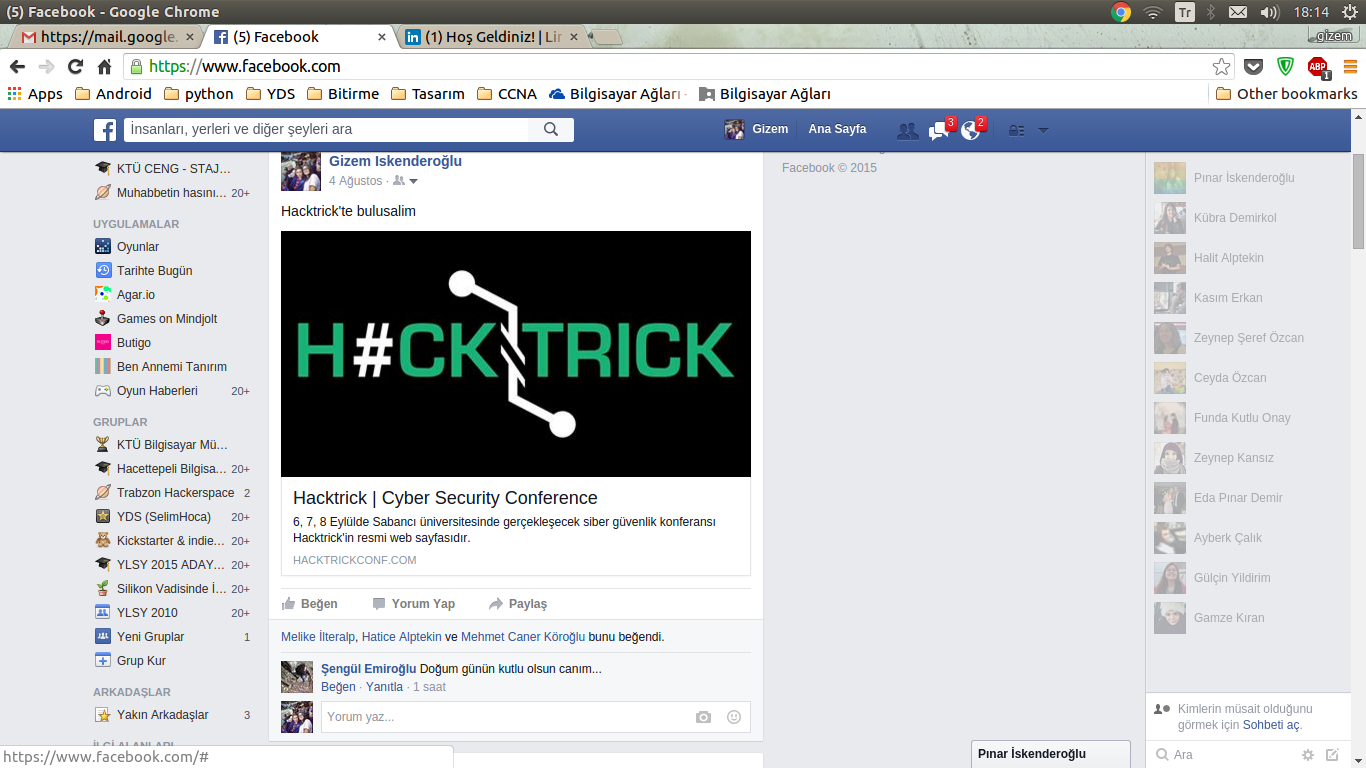 (5) Facebook - Google Chrome
Tr
18:14
https://mail.google.
(5) Facebook
(1) Hoş Geldiniz! | Lir
gizem
https://www.facebook.com
ABP
1
Apps
Android
python
YDS
Bitirme
Tasarım
CCNA
Bilgisayar Ağları
Bilgisayar Ağları
Other bookmarks
İnsanları, yerleri ve diğer şeyleri ara
Gizem
Ana Sayfa
3
2
KTÜ CENG - STAJ...
Muhabbetin hasını... 20+
UYGULAMALAR
Oyunlar
Tarihte Bugün
Agar.io
Games on Mindjolt
Butigo
Ben Annemi Tanırım
Oyun Haberleri 20+
GRUPLAR
KTÜ Bilgisayar Mü...
Hacettepeli Bilgisa... 20+
Trabzon Hackerspace 2
YDS (SelimHoca) 20+
Kickstarter & indie... 20+
YLSY 2015 ADAY... 20+
Silikon Vadisinde İ... 20+
YLSY 2010 20+
Yeni Gruplar 1
Grup Kur
ARKADAŞLAR
Yakın Arkadaşlar 3
İLGİ ALANLARI
https://www.facebook.com/#
Gizem Iskenderoğlu
4 Ağustos ·
Hacktrick'te bulusalim
H#CKTRICK
Hacktrick | Cyber Security Conference
6, 7, 8 Eylülde Sabancı üniversitesinde gerçekleşecek siber güvenlik konferansı
Hacktrick'in resmi web sayfasıdır.
HACKTRICKCONF.COM
Beğen
Yorum Yap
Paylaş
Melike İlteralp, Hatice Alptekin ve Mehmet Caner Köroğlu bunu beğendi.
Şengül Emiroğlu Doğum günün kutlu olsun canım...
Beğen · Yanıtla · 1 saat
Yorum yaz...
Facebook © 2015
Pınar İskenderoğlu
Kübra Demirkol
Halit Alptekin
Kasım Erkan
Zeynep Şeref Özcan
Ceyda Özcan
Funda Kutlu Onay
Zeynep Kansız
Eda Pınar Demir
Ayberk Çalık
Gülçin Yildirim
Gamze Kıran
Kimlerin müsait olduğunu
görmek için Sohbeti aç.
Pınar İskenderoğlu
Ara